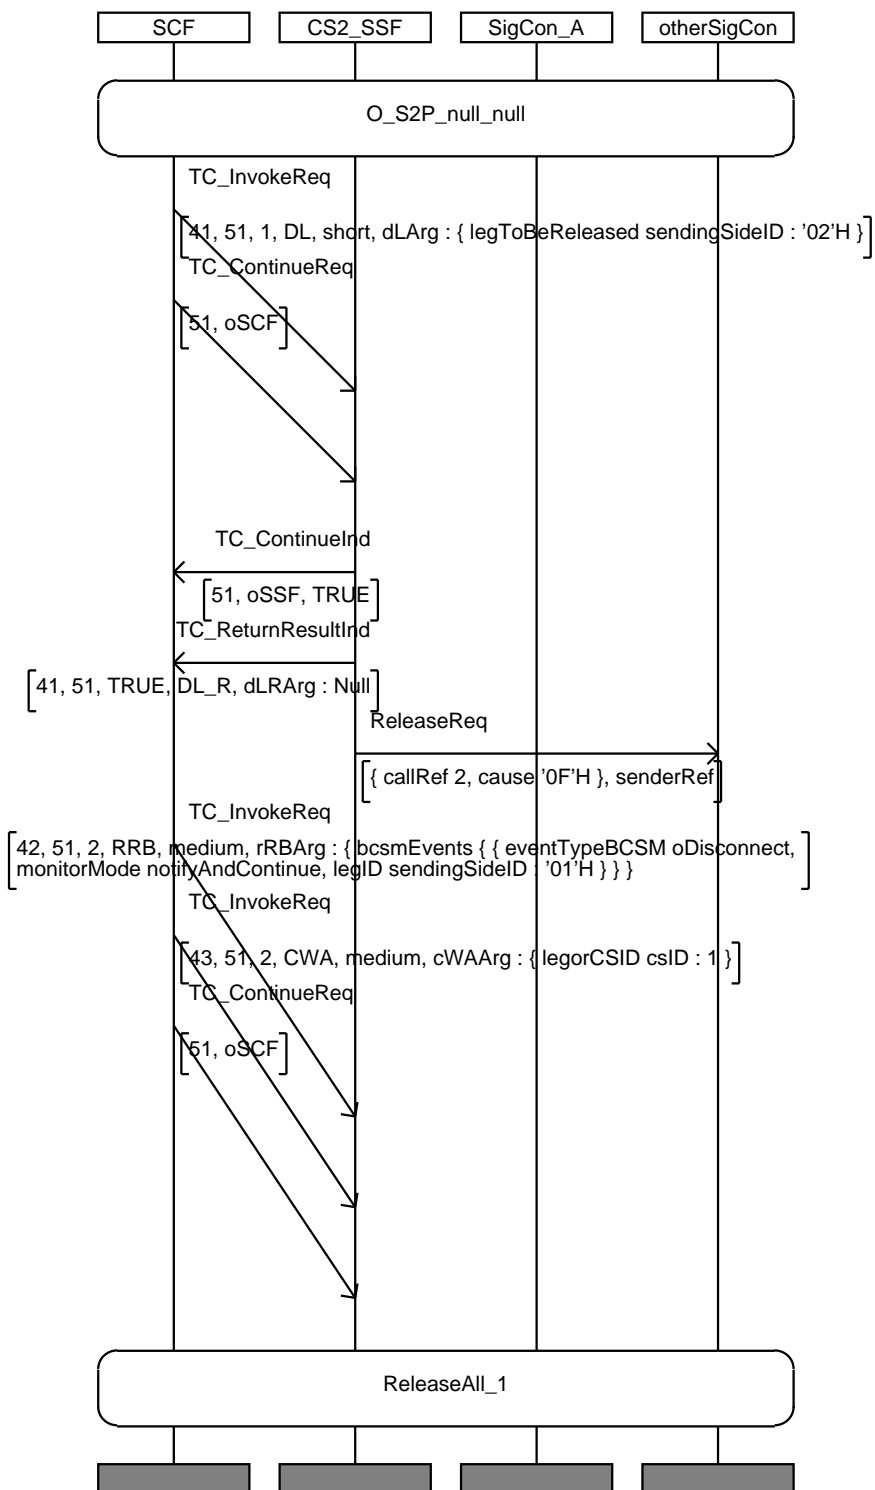 SCF CS2_SSF SigCon_A otherSigCon
O_S2P_null_null
TC_InvokeReq
41, 51, 1, DL, short, dLArg : { legToBeReleased sendingSideID : '02'H }
TC_ContinueReq
51, oSCF
TC_ContinueInd
51, oSSF, TRUE
TC_ReturnResultInd
41, 51, TRUE, DL_R, dLRArg : Null
ReleaseReq
{ callRef 2, cause '0F'H }, senderRef
TC_InvokeReq
42, 51, 2, RRB, medium, rRBArg : { bcsmEvents { { eventTypeBCSM oDisconnect,
monitorMode notifyAndContinue, legID sendingSideID : '01'H } } }
TC_InvokeReq
43, 51, 2, CWA, medium, cWAArg : { legorCSID csID : 1 }
TC_ContinueReq
51, oSCF
ReleaseAll_1